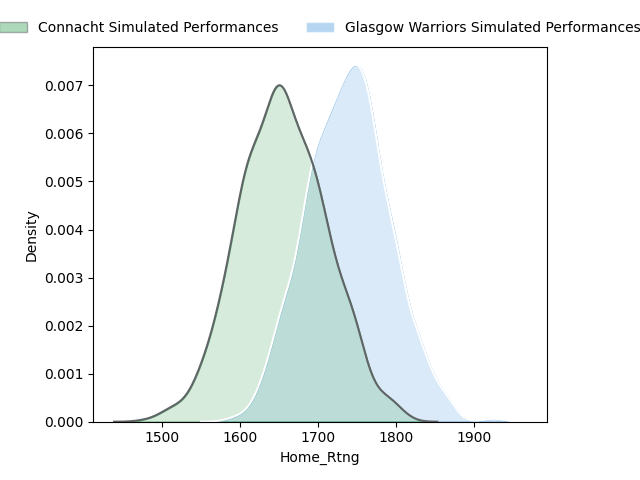 Connacht Simulated Performances Glasgow Warriors Simulated Performances
0.007
0.006
0.005
0.004
0.003
0.002
0.001
0.000
Density
1500 1600 1700 1800 1900
Home_Rtng